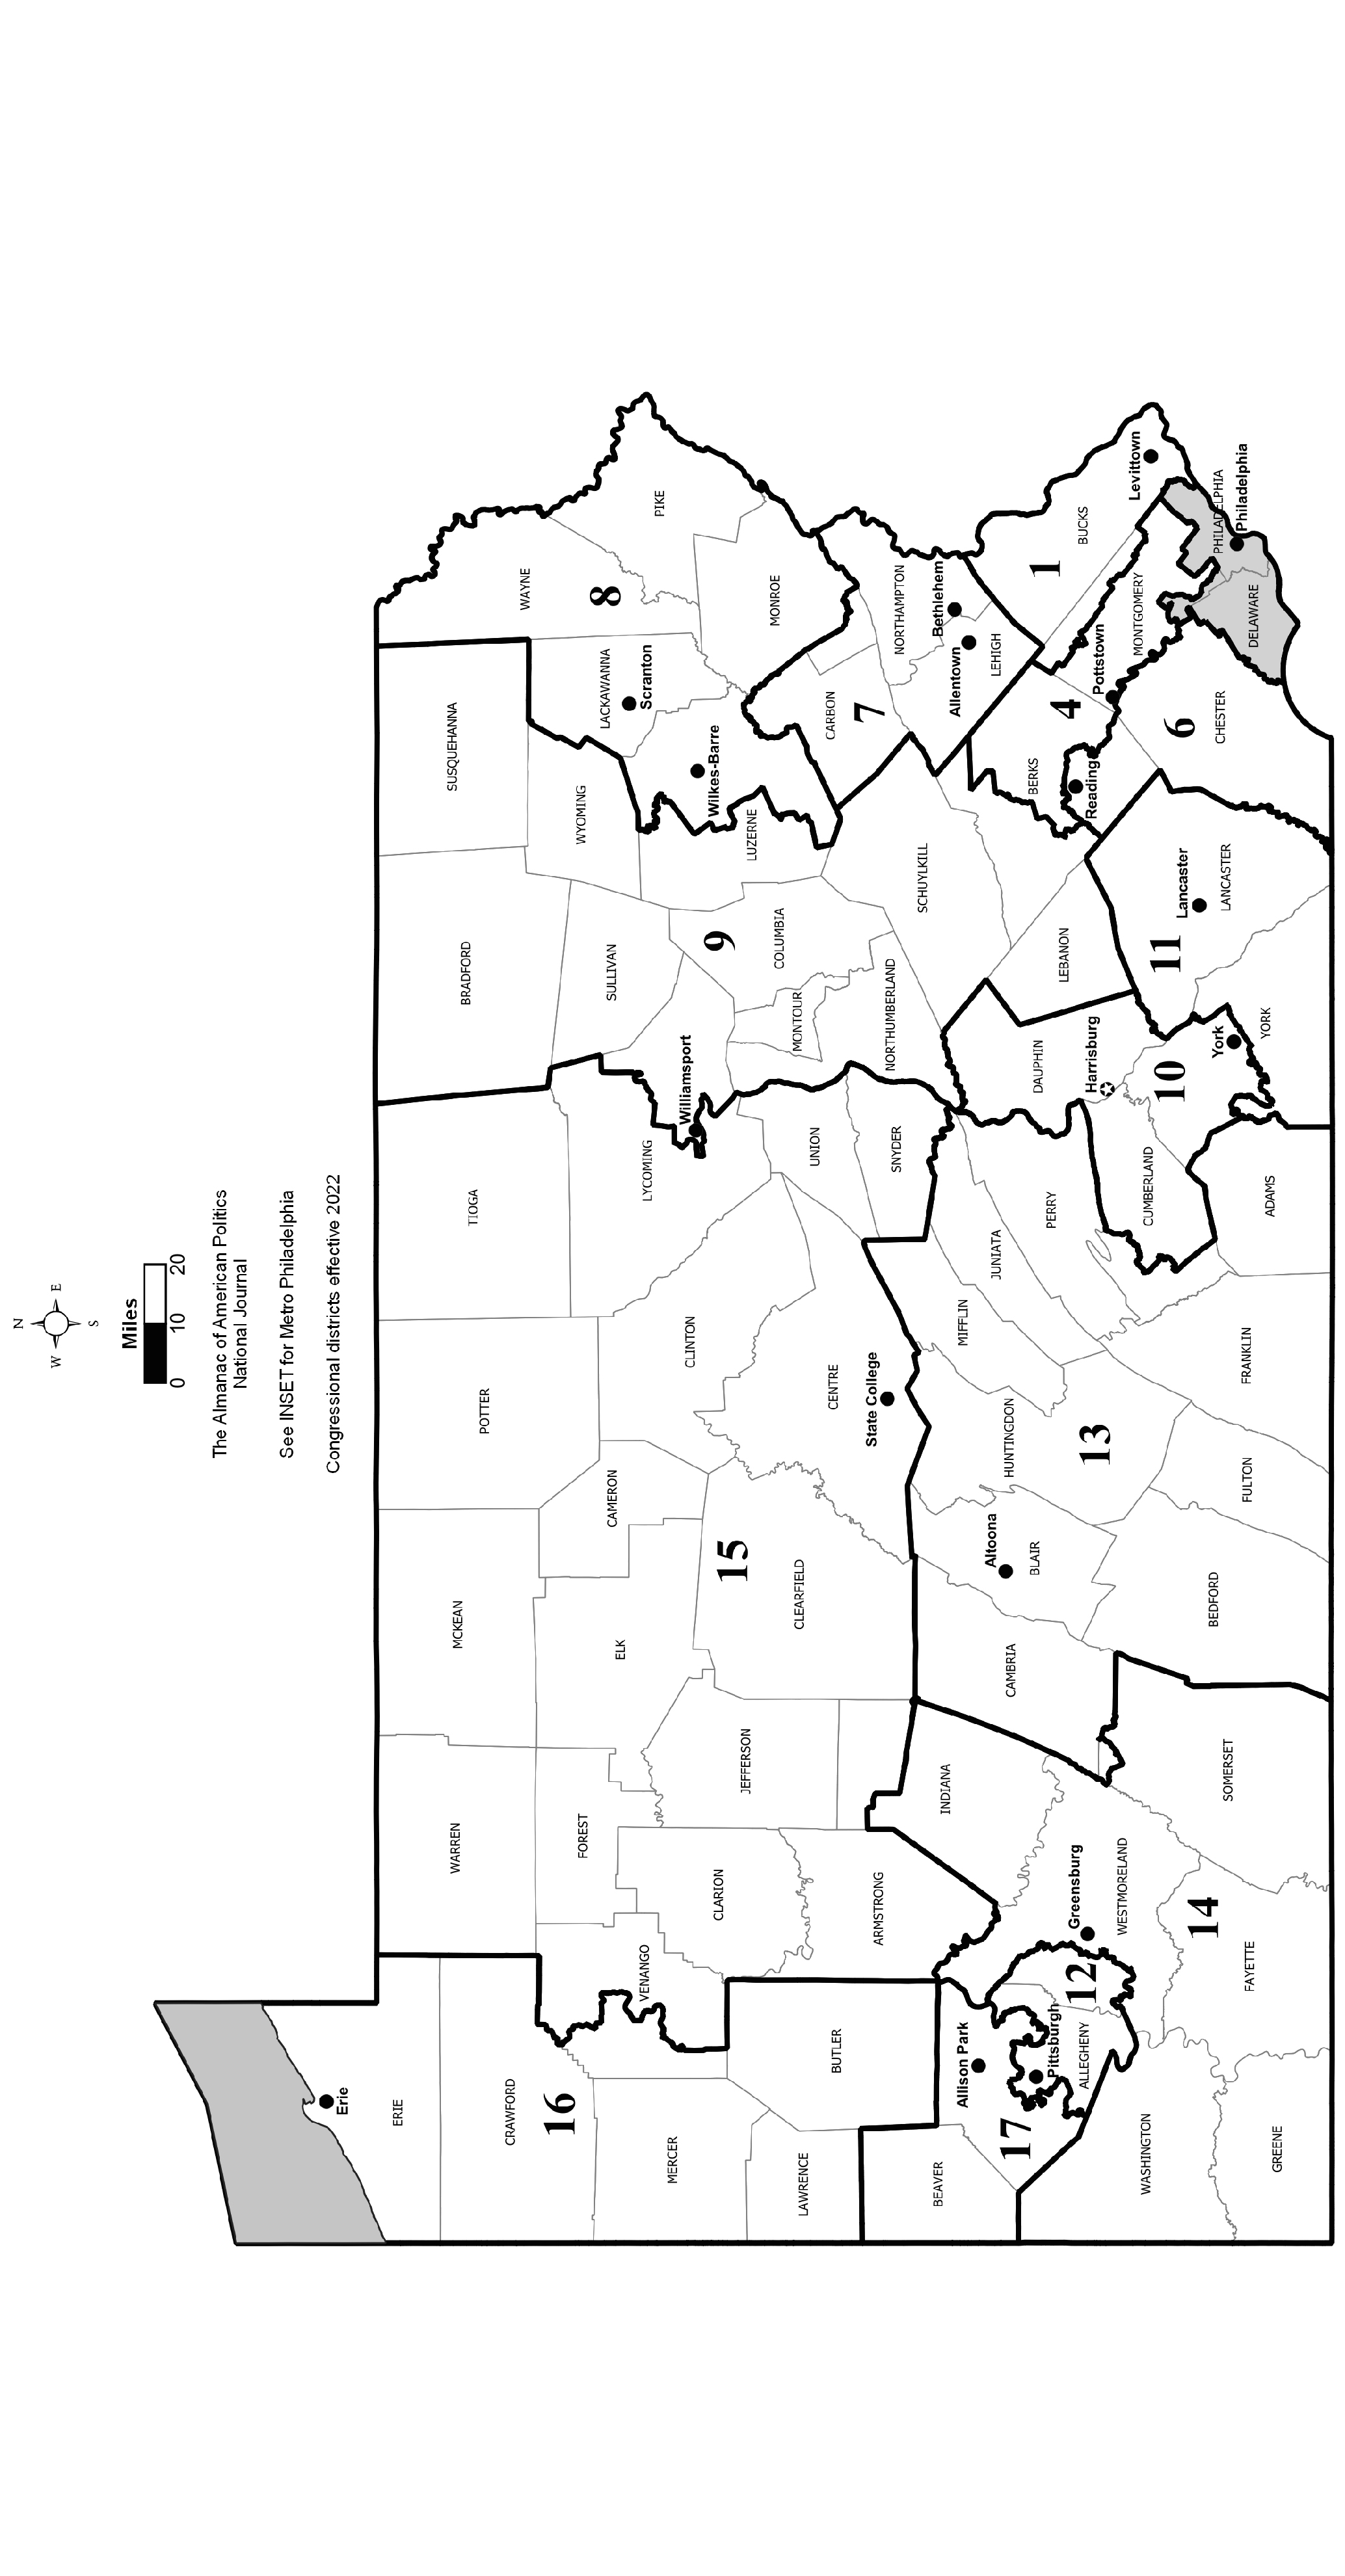 N
W
E
S
Miles
0 10 20
The Almanac of American Politics
National Journal
See INSET for Metro Philadelphia
Congressional districts effective 2022
Erie
ERIE
CRAWFORD
16
MERCER
LAWRENCE
BUTLER
VENANGO
WARREN
FOREST
CLARION
ARMSTRONG
JEFFERSON
MCKEAN
ELK
CAMERON
POTTER
15
CLEARFIELD
CLINTON
CENTRE
State College
TIOGA
LYCOMING
Williamsport
UNION
SNYDER
BRADFORD
SULLIVAN
SUSQUEHANNA
WYOMING
9
COLUMBIA
MONTOUR
NORTHUMBERLAND
LUZERNE
SCHUYLKILL
LEBANON
WAYNE
8
PIKE
LACKAWANNA
Scranton
Wilkes-Barre
MONROE
CARBON
7
NORTHAMPTON
Bethlehem
Allentown
LEHIGH
1
BUCKS
Levittown
BERKS
4
Pottstown
MONTGOMERY
Reading
6
CHESTER
PHILADELPHIA
Philadelphia
DELAWARE
Lancaster
LANCASTER
11
York
YORK
10
DAUPHIN
Harrisburg
CUMBERLAND
ADAMS
PERRY
JUNIATA
MIFFLIN
HUNTINGDON
13
FRANKLIN
FULTON
Altoona
BLAIR
BEDFORD
CAMBRIA
SOMERSET
INDIANA
Greensburg
WESTMORELAND
14
FAYETTE
12
Pittsburgh
ALLEGHENY
Allison Park
17
BEAVER
WASHINGTON
GREENE